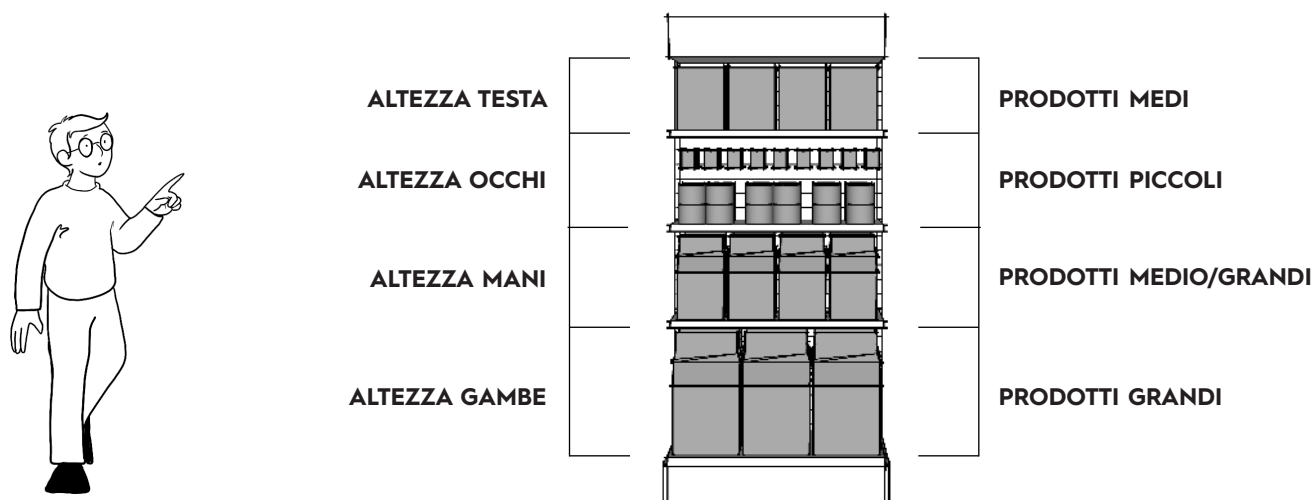 ALTEZZA TESTA
PRODOTTI MEDI
ALTEZZA OCCHI
PRODOTTI PICCOLI
ALTEZZA MANI
PRODOTTI MEDIO/GRANDI
ALTEZZA GAMBE
PRODOTTI GRANDI